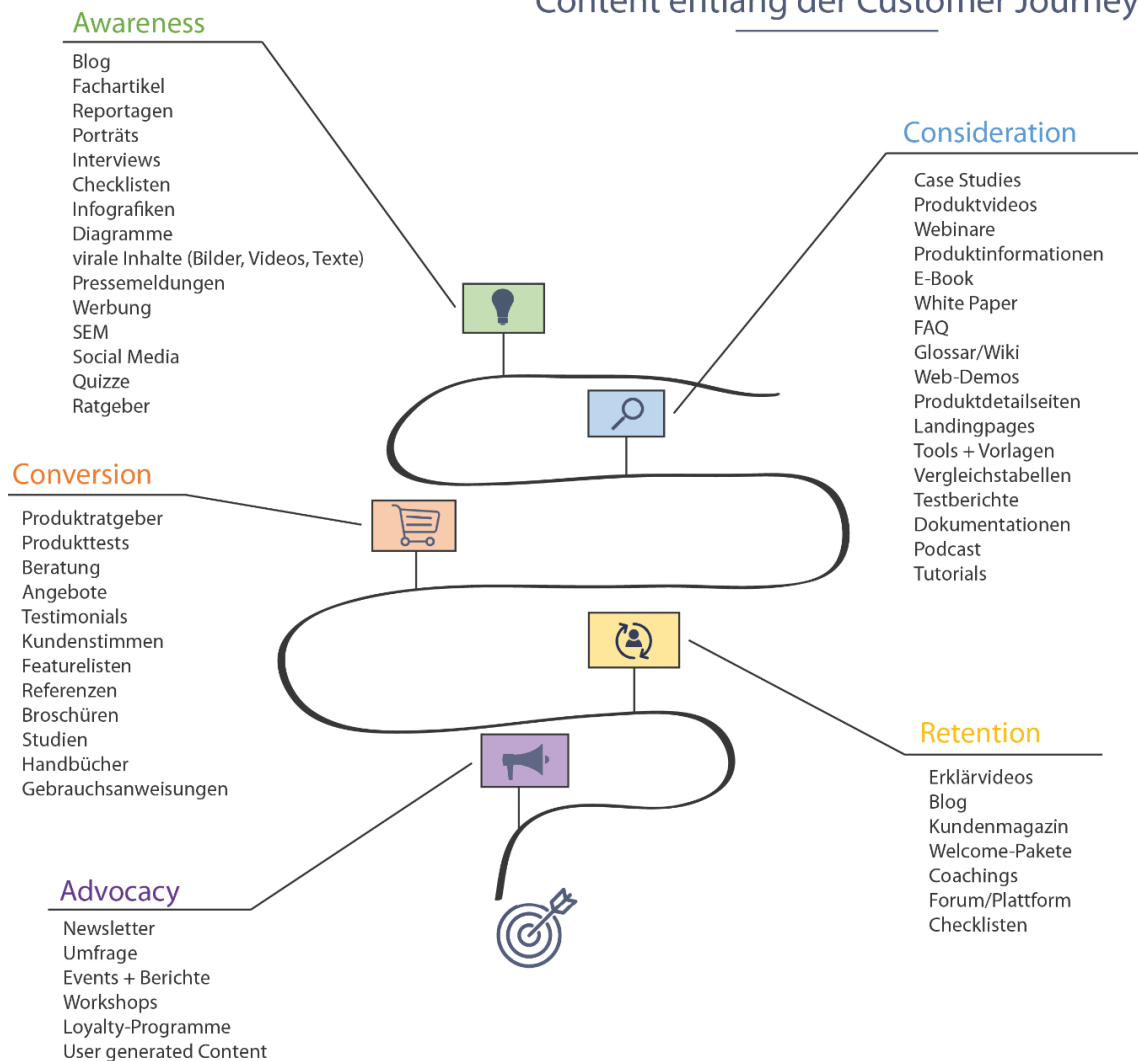 Content entlang der Customer Journey
Awareness
Blog
Fachartikel
Reportagen
Porträts
Interviews
Checklisten
Infografiken
Diagramme
virale Inhalte (Bilder, Videos, Texte)
Pressemeldungen
Werbung
SEM
Social Media
Quizze
Ratgeber
Consideration
Case Studies
Produktvideos
Webinare
Produktinformationen
E-Book
White Paper
FAQ
Glossar/Wiki
Web-Demos
Produktdetailseiten
Landingpages
Tools + Vorlagen
Vergleichstabellen
Testberichte
Dokumentationen
Podcast
Tutorials
Conversion
Produktratgeber
Produkttests
Beratung
Angebote
Testimonials
Kundenstimmen
Featurelisten
Referenzen
Broschüren
Studien
Handbücher
Gebrauchsanweisungen
Retention
Erklärvideos
Blog
Kundenmagazin
Welcome-Pakete
Coachings
Forum/Plattform
Checklisten
Advocacy
Newsletter
Umfrage
Events + Berichte
Workshops
Loyalty-Programme
User generated Content